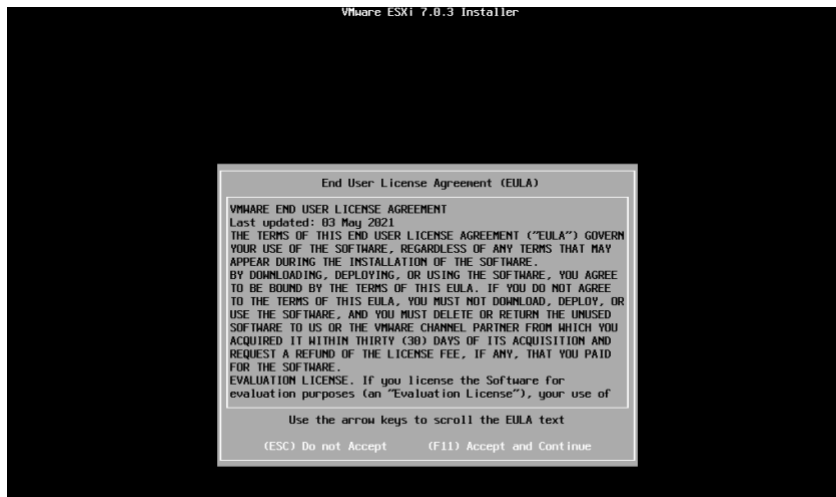 VMware ESXi 7.0.3 Installer
End User License Agreement (EULA)
VMWARE END USER LICENSE AGREEMENT
Last updated: 03 May 2021
THE TERMS OF THIS END USER LICENSE AGREEMENT ("EULA") GOVERN
YOUR USE OF THE SOFTWARE, REGARDLESS OF ANY TERMS THAT MAY
APPEAR DURING THE INSTALLATION OF THE SOFTWARE.
BY DOWNLOADING, DEPLOYING, OR USING THE SOFTWARE, YOU AGREE
TO BE BOUND BY THE TERMS OF THIS EULA. IF YOU DO NOT AGREE
TO THE TERMS OF THIS EULA, YOU MUST NOT DOWNLOAD, DEPLOY, OR
USE THE SOFTWARE, AND YOU MUST DELETE OR RETURN THE UNUSED
SOFTWARE TO US OR THE VMWARE CHANNEL PARTNER FROM WHICH YOU
ACQUIRED IT WITHIN THIRTY (30) DAYS OF ITS ACQUISITION AND
REQUEST A REFUND OF THE LICENSE FEE, IF ANY, THAT YOU PAID
FOR THE SOFTWARE.
EVALUATION LICENSE. If you license the Software for
evaluation purposes (an "Evaluation License"), your use of
Use the arrow keys to scroll the EULA text
(ESC) Do not Accept (F11) Accept and Continue